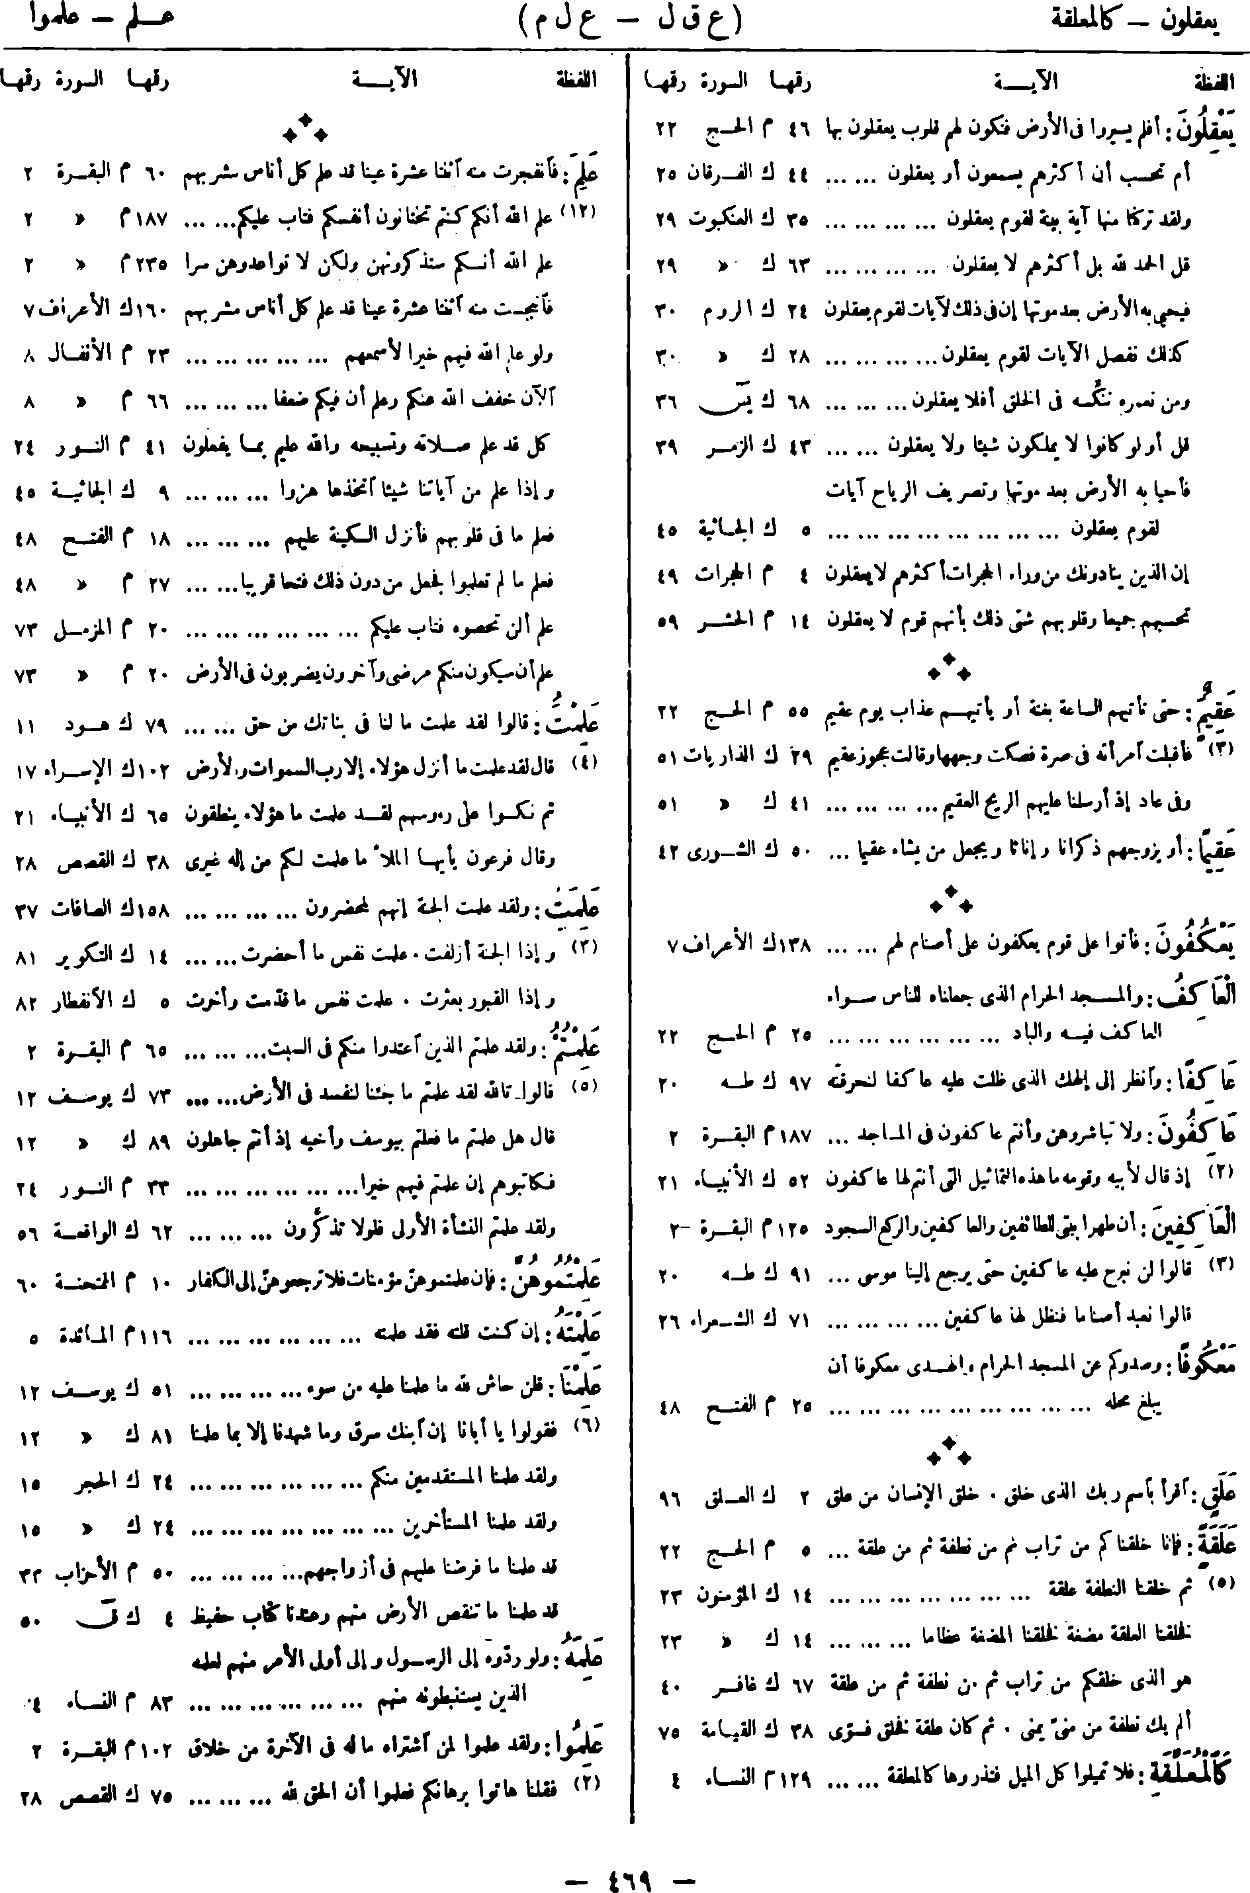 يعقلون — كالمعلقة
(ع ق ل — ع ل م)
علم — علموا
اللفظة الآية رقمها السورة رقمها
يَعْقِلُونَ: أفلم يسيروا فى الأرض فتكون لهم قلوب يعقلون بها ٤٦ م الحج ٢٢
أم تحسب أن أكثرهم يسمعون أو يعقلون ... ... ٤٤ ك الفرقان ٢٥
ولقد تركنا منها آية بينة لقوم يعقلون ... ... ... ٣٥ ك العنكبوت ٢٩
قل الحمد لله بل أكثرهم لا يعقلون ... ... ... ٦٣ ك « ٢٩
فيحيى به الأرض بعد موتها إن فى ذلك لآيات لقوم يعقلون ٢٤ ك الروم ٣٠
كذلك نفصل الآيات لقوم يعقلون... ... ... ... ٢٨ ك « ٣٠
ومن نعمره ننكّسه فى الخلق أفلا يعقلون... ... ... ٦٨ ك يٓس ٣٦
قل أولو كانوا لا يملكون شيئا ولا يعقلون ... ... ٤٣ ك الزمر ٣٩
فأحيا به الأرض بعد موتها وتصريف الرياح آيات
لقوم يعقلون ... ... ... ... ... ... ... ... ٥ ك الجاثية ٤٥
إن الذين ينادونك من وراء الحجرات أكثرهم لا يعقلون ٤ م الحجرات ٤٩
تحسبهم جميعا وقلوبهم شتى ذلك بأنهم قوم لا يعقلون ١٤ م الحشر ٥٩
عَقِيمٌ: حتى تأتيهم الساعة بغتة أو يأتيهم عذاب يوم عقيم ٥٥ م الحج ٢٢
(٣) فأقبلت امرأته فى صرة فصكت وجهها وقالت عجوز عقيم ٢٩ ك الذاريات ٥١
وفى عاد إذ أرسلنا عليهم الريح العقيم... ... ... ... ٤١ ك « ٥١
عَقِيمًا: أو يزوجهم ذكرانا وإناثا ويجعل من يشاء عقيما ... ٥٠ ك الشورى ٤٢
يَعْكُفُونَ: فأتوا على قوم يعكفون على أصنام لهم ... ... ١٣٨ك الأعراف ٧
الْعَاكِفُ: والمسجد الحرام الذى جعلناه للناس سواء
العاكف فيه والباد ... ... ... ... ... ... ٢٥ م الحج ٢٢
عَاكِفًا: وأنظر إلى إلهك الذى ظلت عليه عاكفا لنحرقنه ٩٧ ك طه ٢٠
عَاكِفُونَ: ولا تباشروهن وأنتم عاكفون فى المساجد ... ١٨٧م البقرة ٢
(٢) إذ قال لأبيه وقومه ما هذه التماثيل التى أنتم لها عاكفون ٥٢ ك الأنبياء ٢١
الْعَاكِفِينَ: أن طهرا بيتى للطائفين والعاكفين والركع السجود ١٢٥م البقرة ٢
(٣) قالوا لن نبرح عليه عاكفين حتى يرجع إلينا موسى ... ٩١ ك طه ٢٠
قالوا نعبد أصناما فنظل لها عاكفين ... ... ... ... ٧١ ك الشعراء ٢٦
مَعْكُوفًا: وصدوكم عن المسجد الحرام والهدى معكوفا أن
يبلغ محله ... ... ... ... ... ... ... ... ... ٢٥ م الفتح ٤٨
عَلَقٍ: اقرأ باسم ربك الذى خلق ٠ خلق الإنسان من علق ٢ ك العلق ٩٦
عَلَقَةٍ: فإنا خلقناكم من تراب ثم من نطفة ثم من علقة ... ٥ م الحج ٢٢
(٥) ثم خلقنا النطفة علقة ... ... ... ... ... ... ... ١٤ ك المؤمنون ٢٣
فخلقنا العلقة مضغة فخلقنا المضغة عظاما ... ... ... ١٤ ك « ٢٣
هو الذى خلقكم من تراب ثم من نطفة ثم من علقة ٦٧ ك غافر ٤٠
ألم يك نطفة من منىّ يمنى ٠ ثم كان علقة فخلق فسوّى ٣٨ ك القيامة ٧٥
كَالْمُعَلَّقَةِ: فلا تميلوا كل الميل فتذروها كالمعلقة ... ... ١٢٩م النساء ٤
اللفظة الآية رقمها السورة رقمها
عَلِمَ: فانفجرت منه اثنتا عشرة عينا قد علم كل أناس مشربهم ٦٠ م البقرة ٢
(١٢) علم الله أنكم كنتم تختانون أنفسكم فتاب عليكم... ... ١٨٧م « ٢
علم الله أنكم ستذكرونهن ولكن لا تواعدوهن سرا ٢٣٥م « ٢
فانبجست منه اثنتا عشرة عينا قد علم كل أناس مشربهم ١٦٠ك الأعراف ٧
ولو علم الله فيهم خيرا لأسمعهم ... ... ... ... ... ٢٣ م الأنفال ٨
الآن خفف الله عنكم وعلم أن فيكم ضعفا ... ... ... ٦٦ م « ٨
كل قد علم صلاته وتسبيحه والله عليم بما يفعلون ٤١ م النور ٢٤
وإذا علم من آياتنا شيئا اتخذها هزوا ... ... ... ٩ ك الجاثية ٤٥
فعلم ما فى قلوبهم فأنزل السكينة عليهم ... ... ... ١٨ م الفتح ٤٨
فعلم ما لم تعلموا فجعل من دون ذلك فتحا قريبا... ... ٢٧ م « ٤٨
علم ألن تحصوه فتاب عليكم ... ... ... ... ... ... ٢٠ م المزمل ٧٣
علم أن سيكون منكم مرضى وآخرون يضربون فى الأرض ٢٠ م « ٧٣
عَلِمْتَُ: قالوا لقد علمت ما لنا فى بناتك من حق ... ... ٧٩ ك هود ١١
(٤) قال لقد علمت ما أنزل هؤلاء إلا رب السموات والأرض ١٠٢ك الإسراء ١٧
ثم نكسوا على رءوسهم لقد علمت ما هؤلاء ينطقون ٦٥ ك الأنبياء ٢١
وقال فرعون يأيها الملأ ما علمت لكم من إله غيرى ٣٨ ك القصص ٢٨
عَلِمَتِ: ولقد علمت الجنة إنهم لمحضرون ... ... ... ... ١٥٨ك الصافات ٣٧
(٣) وإذا الجنة أزلفت ٠ علمت نفس ما أحضرت... ... ١٤ ك التكوير ٨١
وإذا القبور بعثرت ٠ علمت نفس ما قدّمت وأخرت ٥ ك الأنفطار ٨٢
عَلِمْتُمُ: ولقد علمتم الذين اعتدوا منكم فى السبت... ... ... ٦٥ م البقرة ٢
(٥) قالوا تالله لقد علمتم ما جئنا لنفسد فى الأرض... ... ٧٣ ك يوسف ١٢
قال هل علمتم ما فعلتم بيوسف وأخيه إذ أنتم جاهلون ٨٩ ك « ١٢
فكاتبوهم إن علمتم فيهم خيرا... ... ... ... ... ... ٣٣ م النور ٢٤
ولقد علمتم النشأة الأولى فلولا تذكّرون ... ... ... ٦٢ ك الواقعة ٥٦
عَلِمْتُمُوهُنَّ: فإن علمتموهنّ مؤمنات فلا ترجعوهنّ إلى الكفار ١٠ م الممتحنة ٦٠
عَلِمْتَهُ: إن كنت قلته فقد علمته ... ... ... ... ... ... ١١٦م المائدة ٥
عَلِمْنَا: قلن حاش لله ما علمنا عليه من سوء ... ... ... ... ٥١ ك يوسف ١٢
(٦) فقولوا يا أبانا إن ابنك سرق وما شهدنا إلا بما علمنا ٨١ ك « ١٢
ولقد علمنا المستقدمين منكم ... ... ... ... ... ... ٢٤ ك الحجر ١٥
ولقد علمنا المستأخرين ... ... ... ... ... ... ... ٢٤ ك « ١٥
قد علمنا ما فرضنا عليهم فى أزواجهم... ... ... ... ٥٠ م الأحزاب ٣٣
قد علمنا ما تنقص الأرض منهم وعندنا كتاب حفيظ ٤ ك قٓ ٥٠
عَلِمَهُ: ولو ردّوه إلى الرسول وإلى أولى الأمر منهم لعلمه
الذين يستنبطونه منهم ... ... ... ... ... ... ٨٣ م النساء ٤
عَلِمُوا: ولقد علموا لمن اشتراه ماله فى الآخرة من خلاق ١٠٢م البقرة ٢
(٢) فقلنا هاتوا برهانكم فعلموا أن الحق لله ... ... ... ٧٥ ك القصص ٢٨
— ٤٦٩ —